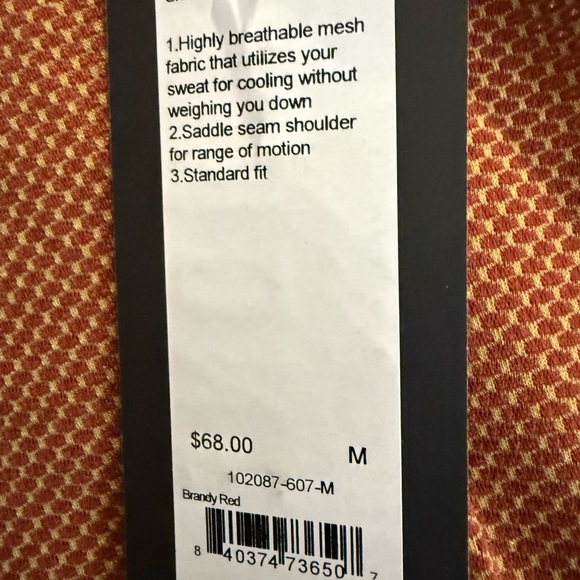 1.Highly breathable mesh
fabric that utilizes your
sweat for cooling without
weighing you down
2.Saddle seam shoulder
for range of motion
3.Standard fit
$68.00 M
102087-607-M
Brandy Red
8 40374 73650 7